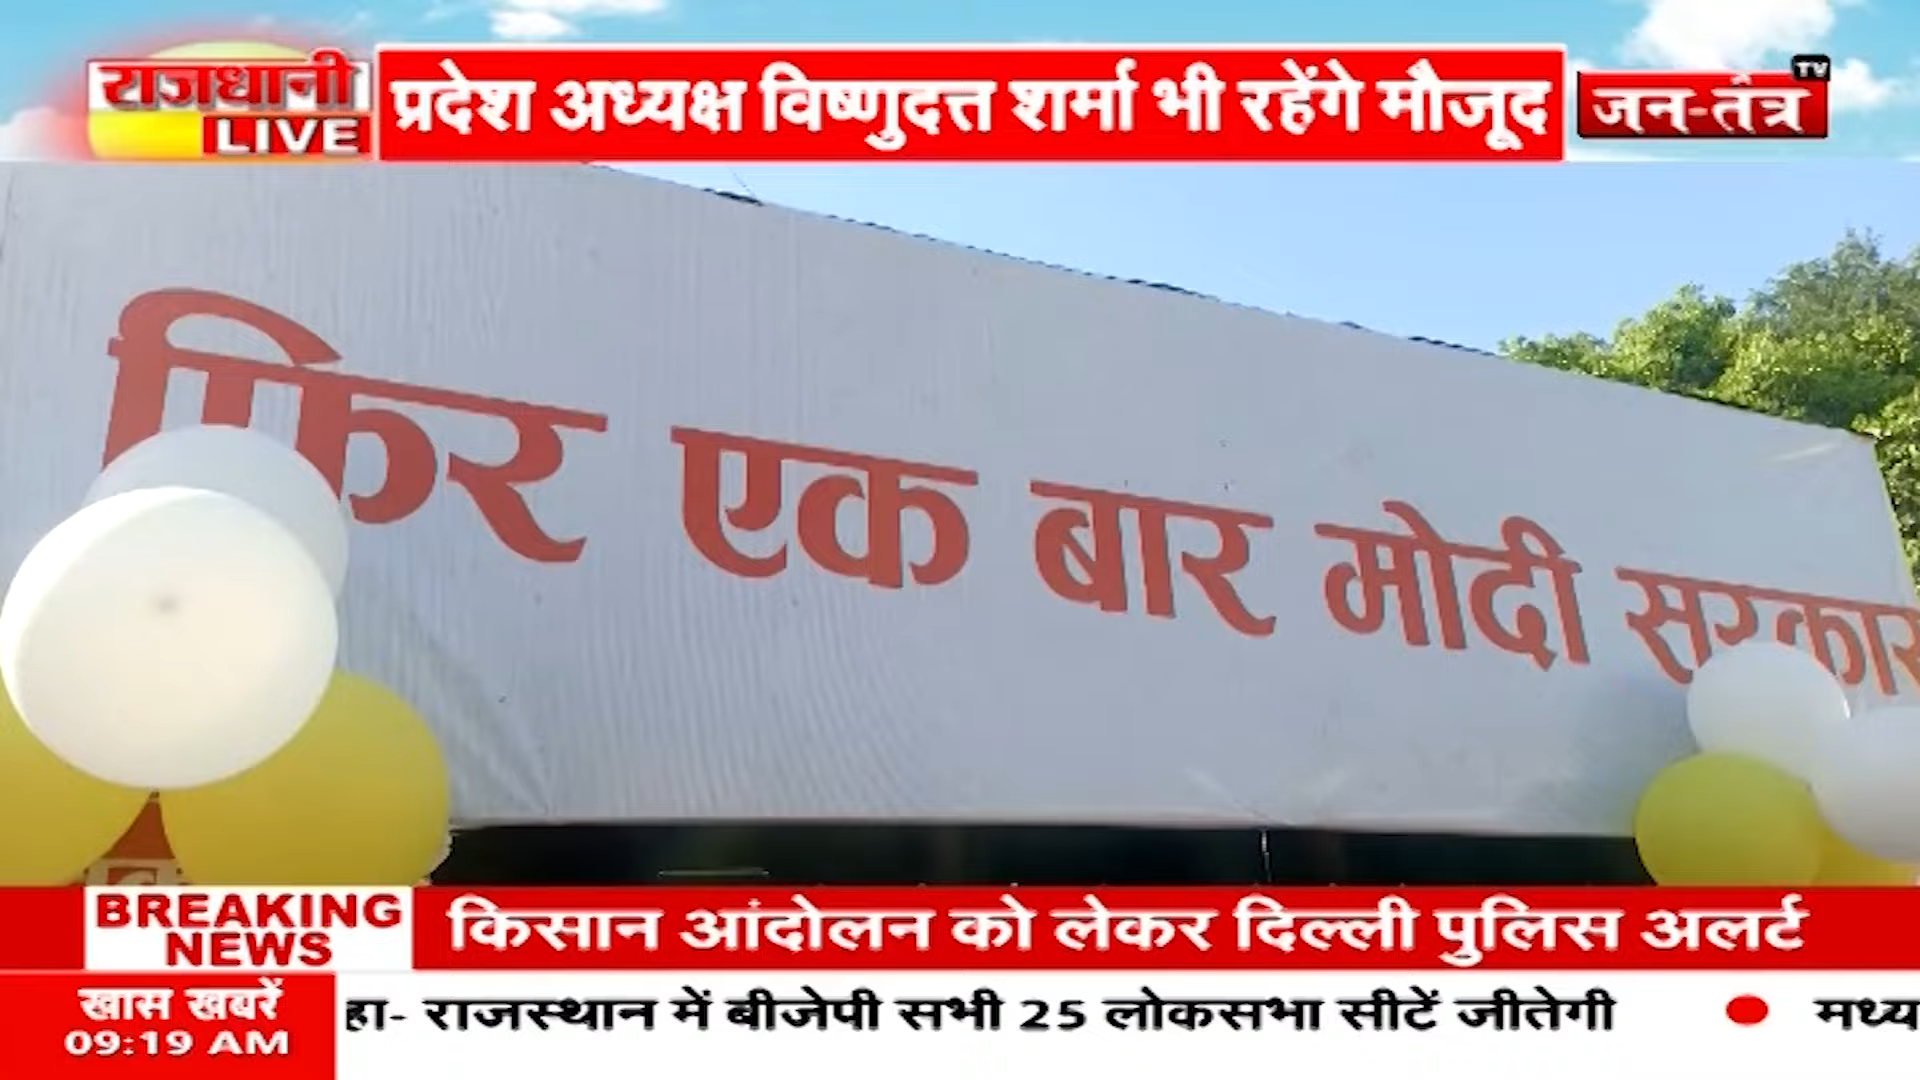 राजधानी
LIVE
प्रदेश अध्यक्ष विष्णुदत्त शर्मा भी रहेंगे मौजूद
जन-तंत्र
TV
फिर एक बार मोदी सरकार
BREAKING
NEWS
किसान आंदोलन को लेकर दिल्ली पुलिस अलर्ट
खास खबरें
09:19 AM
हा- राजस्थान में बीजेपी सभी 25 लोकसभा सीटें जीतेगी
मध्य